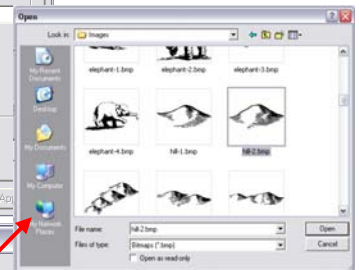 Open
Look in: Images
My Recent
Documents
Desktop
My Documents
My Computer
My Network
Places
elephant-1.bmp elephant-2.bmp elephant-3.bmp
elephant-4.bmp hill-1.bmp hill-2.bmp
File name: hill-2.bmp Open
Files of type: Bitmaps (*.bmp) Cancel
Open as read-only